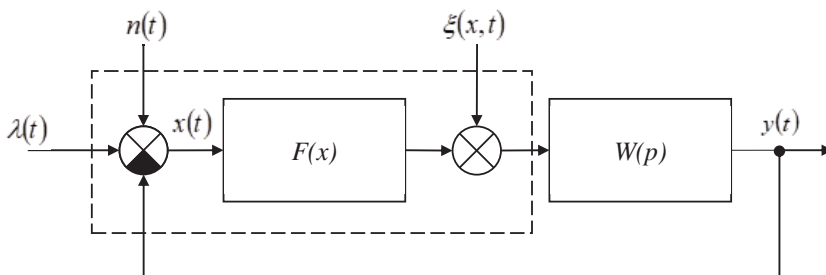 n(t)
ξ(x,t)
λ(t)
x(t)
F(x)
W(p)
y(t)